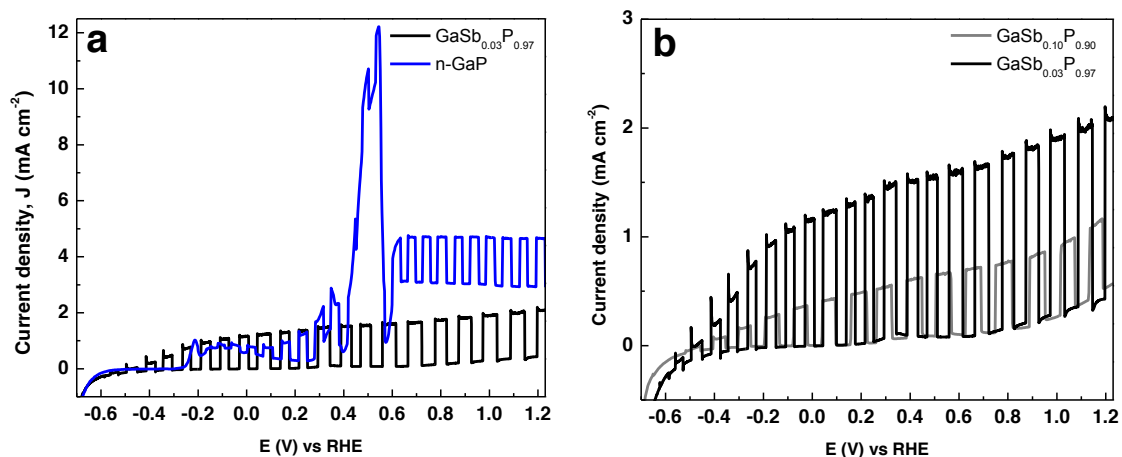 a
GaSb0.03P0.97
n-GaP
12
10
8
6
4
2
0
Current density, J (mA cm-2)
-0.6 -0.4 -0.2 0.0 0.2 0.4 0.6 0.8 1.0 1.2
E (V) vs RHE
b
GaSb0.10P0.90
GaSb0.03P0.97
3
2
1
0
Current density (mA cm-2)
-0.6 -0.4 -0.2 0.0 0.2 0.4 0.6 0.8 1.0 1.2
E (V) vs RHE